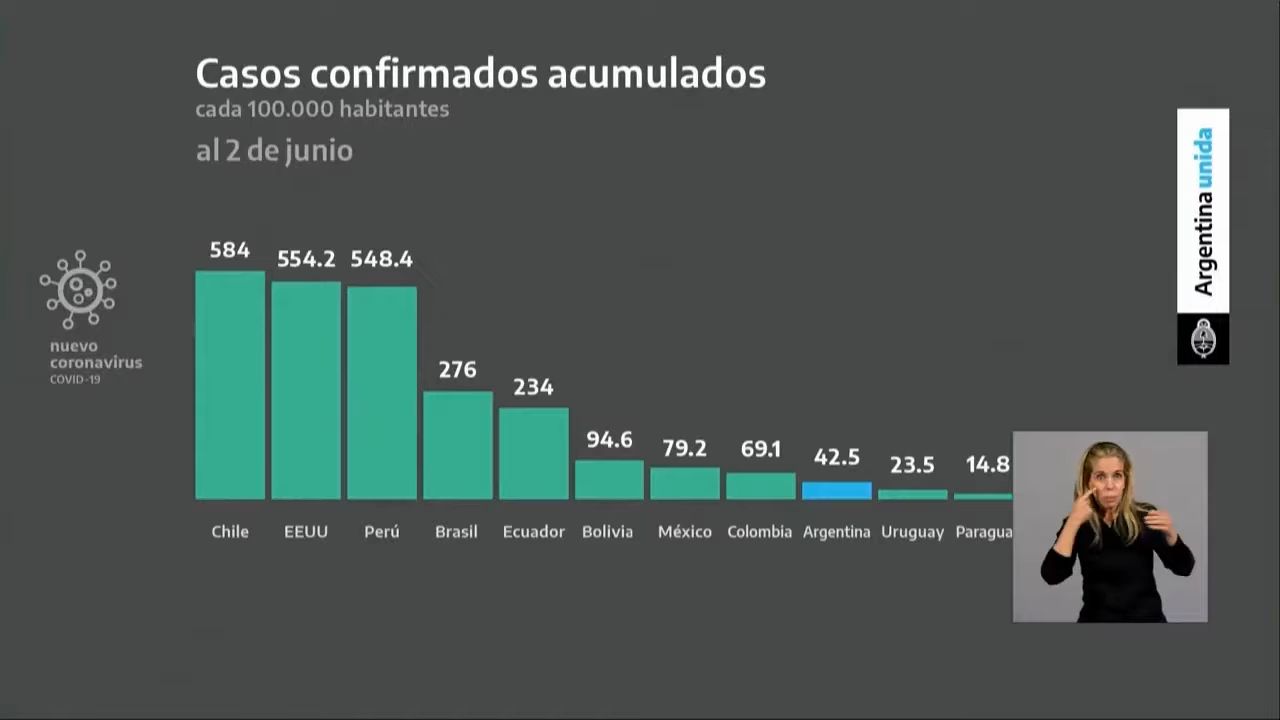 Casos confirmados acumulados
cada 100.000 habitantes
al 2 de junio
Argentina unida
nuevo
coronavirus
COVID-19
584
554.2
548.4
276
234
94.6
79.2
69.1
42.5
23.5
14.8
Chile
EEUU
Perú
Brasil
Ecuador
Bolivia
México
Colombia
Argentina
Uruguay
Paragua